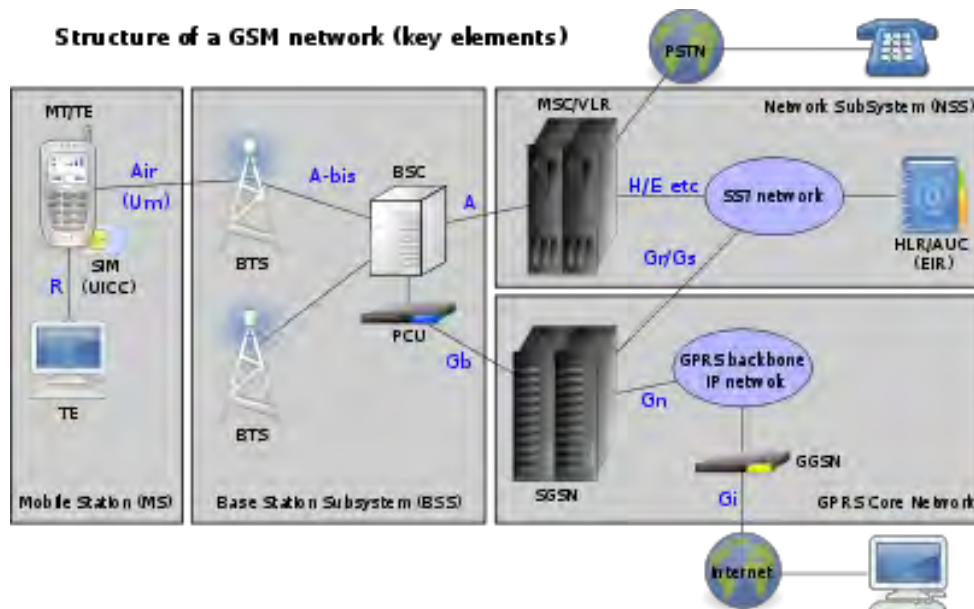 Structure of a GSM network (key elements)
PSTN
MT/TE
Air
(Um)
SIM
(UICC)
R
TE
Mobile Station (MS)
A-bis
BSC
BTS
BTS
PCU
Base Station Subsystem (BSS)
A
Gb
MSC/VLR
Network SubSystem (NSS)
H/E etc
SS7 network
HLR/AUC
(EIR)
Gr/Gs
GPRS backbone
IP netwok
Gn
SGSN
GGSN
Gi
GPRS Core Network
Internet